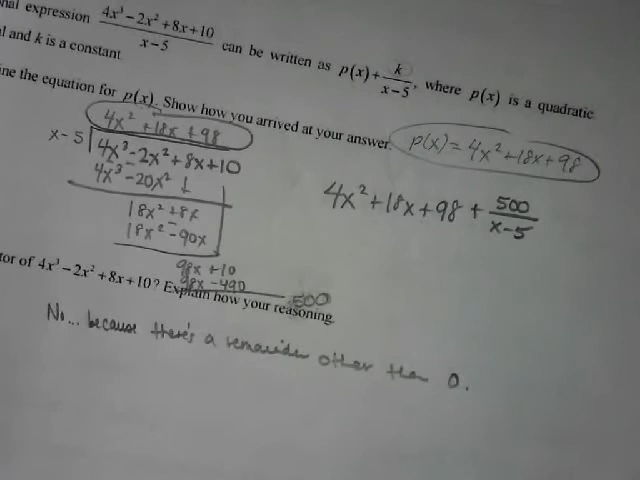 nal expression 4x³ − 2x² + 8x + 10 / x − 5 can be written as p(x) + k / x − 5, where p(x) is a quadratic
l and k is a constant
ne the equation for p(x). Show how you arrived at your answer.
4x² + 18x + 98
p(x) = 4x² + 18x + 98
x − 5 | 4x³ − 2x² + 8x + 10
4x³ − 20x² ↓
4x² + 18x + 98 + 500 / x − 5
18x² + 8x
18x² − 90x
98x + 10
98x − 490
500
tor of 4x³ − 2x² + 8x + 10? Explain how your reasoning.
No... because there's a remainder other than 0.